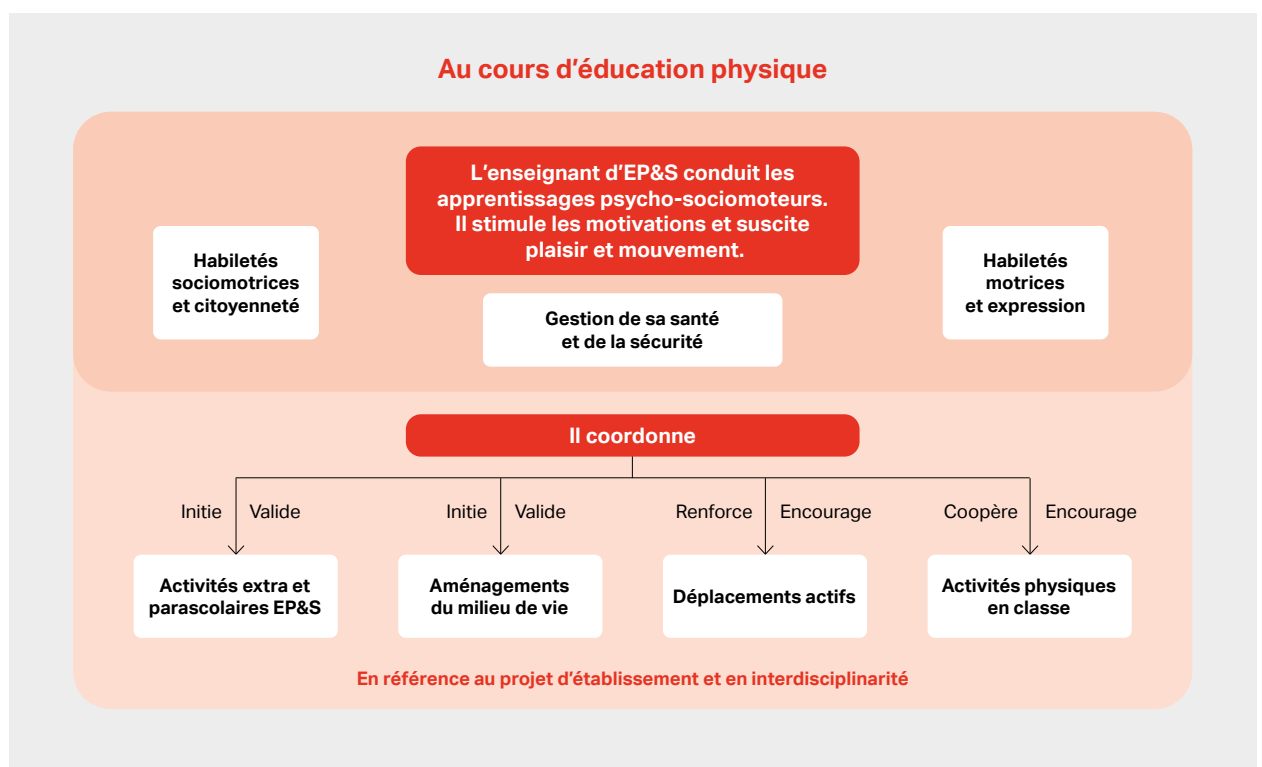 Au cours d'éducation physique
L'enseignant d'EP&S conduit les
apprentissages psycho-sociomoteurs.
Il stimule les motivations et suscite
plaisir et mouvement.
Habiletés
sociomotrices
et citoyenneté
Gestion de sa santé
et de la sécurité
Habiletés
motrices
et expression
Il coordonne
Initie Valide
Initie Valide
Renforce Encourage
Coopère Encourage
Activités extra et
parascolaires EP&S
Aménagements
du milieu de vie
Déplacements actifs
Activités physiques
en classe
En référence au projet d'établissement et en interdisciplinarité